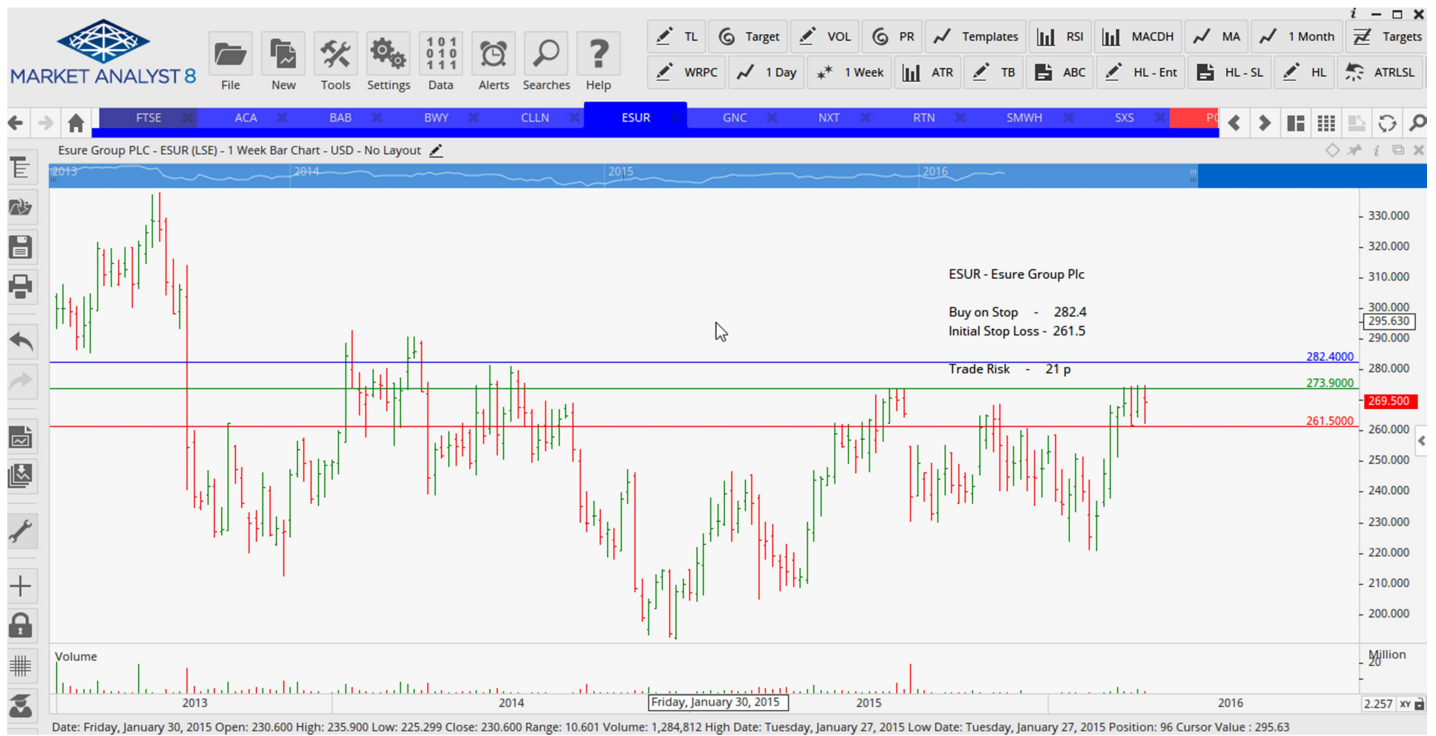 MARKET ANALYST 8
File
New
Tools
Settings
101
010
111
Data
Alerts
Searches
?
Help
TL
Target
VOL
PR
Templates
RSI
MACDH
MA
1 Month
Targets
WRPC
1 Day
1 Week
ATR
TB
ABC
HL - Ent
HL - SL
HL
ATRLSL
FTSE
ACA
BAB
BWY
CLLN
ESUR
GNC
NXT
RTN
SMWH
SXS
Esure Group PLC - ESUR (LSE) - 1 Week Bar Chart - USD - No Layout
2013
2014
2015
2016
330.000
320.000
310.000
300.000
295.630
290.000
280.000
260.000
250.000
240.000
230.000
220.000
210.000
200.000
ESUR - Esure Group Plc
Buy on Stop - 282.4
Initial Stop Loss - 261.5
Trade Risk - 21 p
282.4000
273.9000
269.500
261.5000
Volume
Million
20
2013
2014
Friday, January 30, 2015
2015
2016
2.257
XY
Date: Friday, January 30, 2015 Open: 230.600 High: 235.900 Low: 225.299 Close: 230.600 Range: 10.601 Volume: 1,284,812 High Date: Tuesday, January 27, 2015 Low Date: Tuesday, January 27, 2015 Position: 96 Cursor Value : 295.63